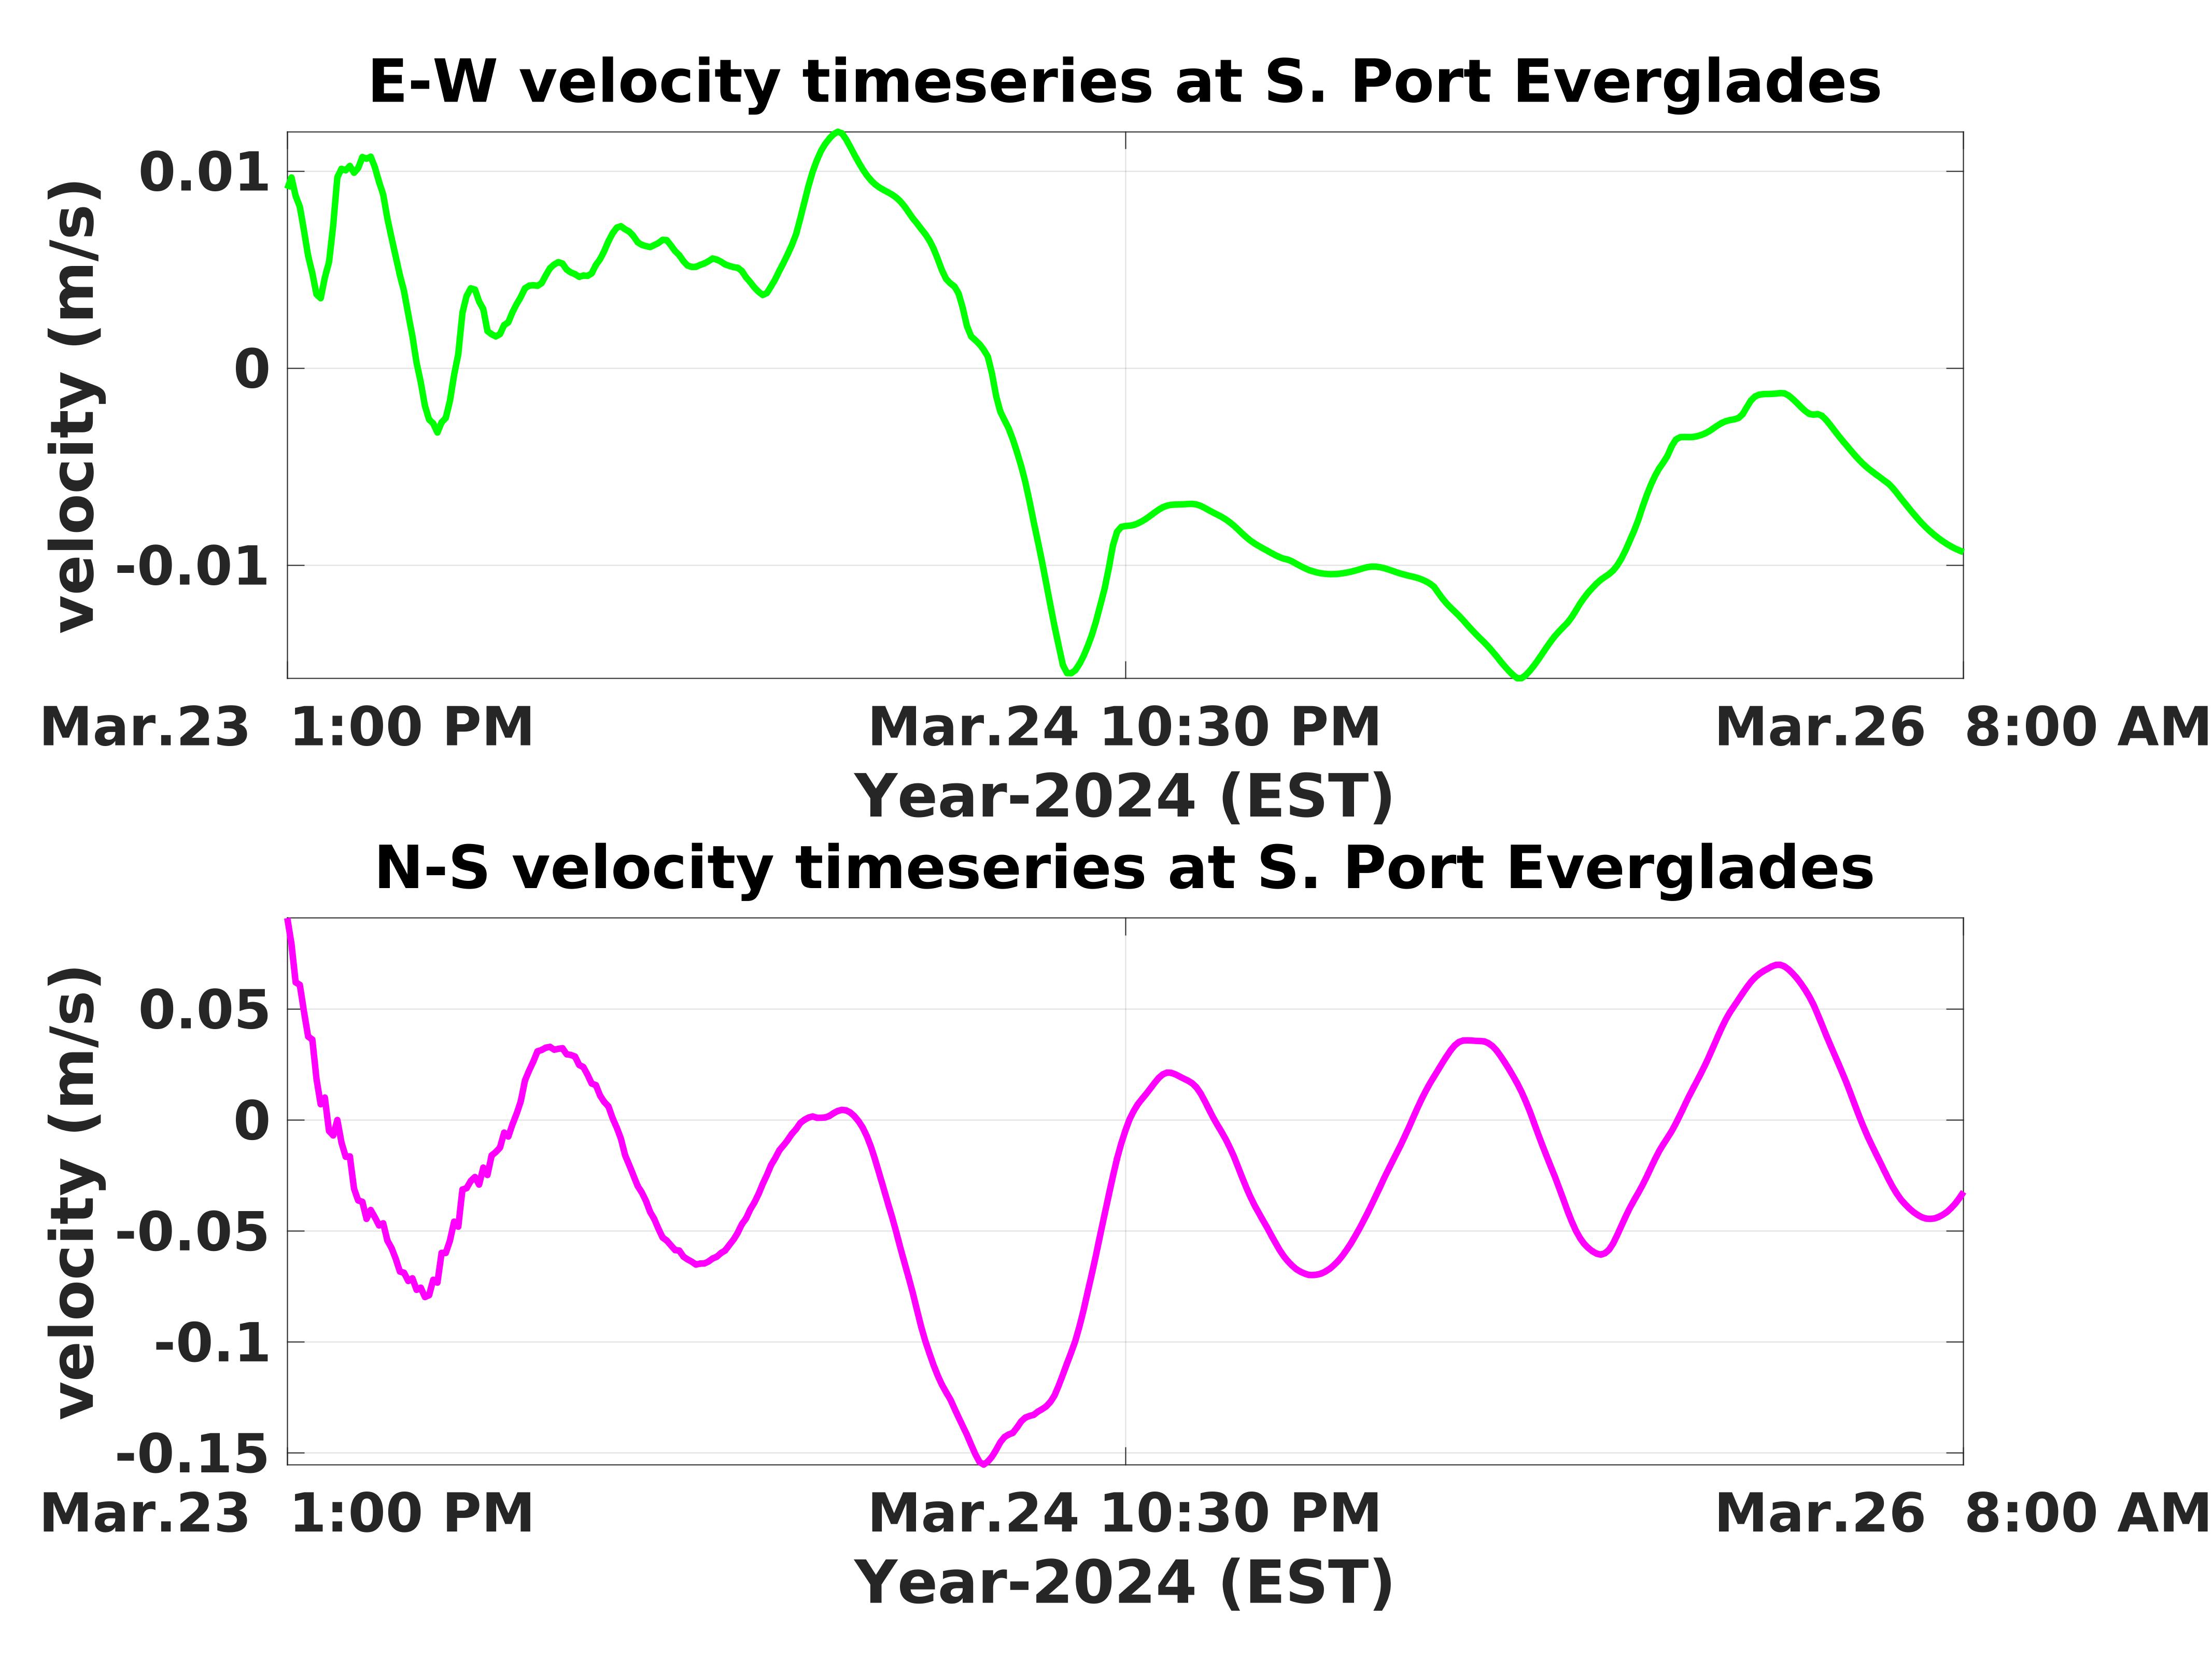 E-W velocity timeseries at S. Port Everglades
velocity (m/s)
0.01
0
-0.01
Mar.23  1:00 PM
Mar.24 10:30 PM
Mar.26  8:00 AM
Year-2024 (EST)
N-S velocity timeseries at S. Port Everglades
velocity (m/s)
0.05
0
-0.05
-0.1
-0.15
Mar.23  1:00 PM
Mar.24 10:30 PM
Mar.26  8:00 AM
Year-2024 (EST)